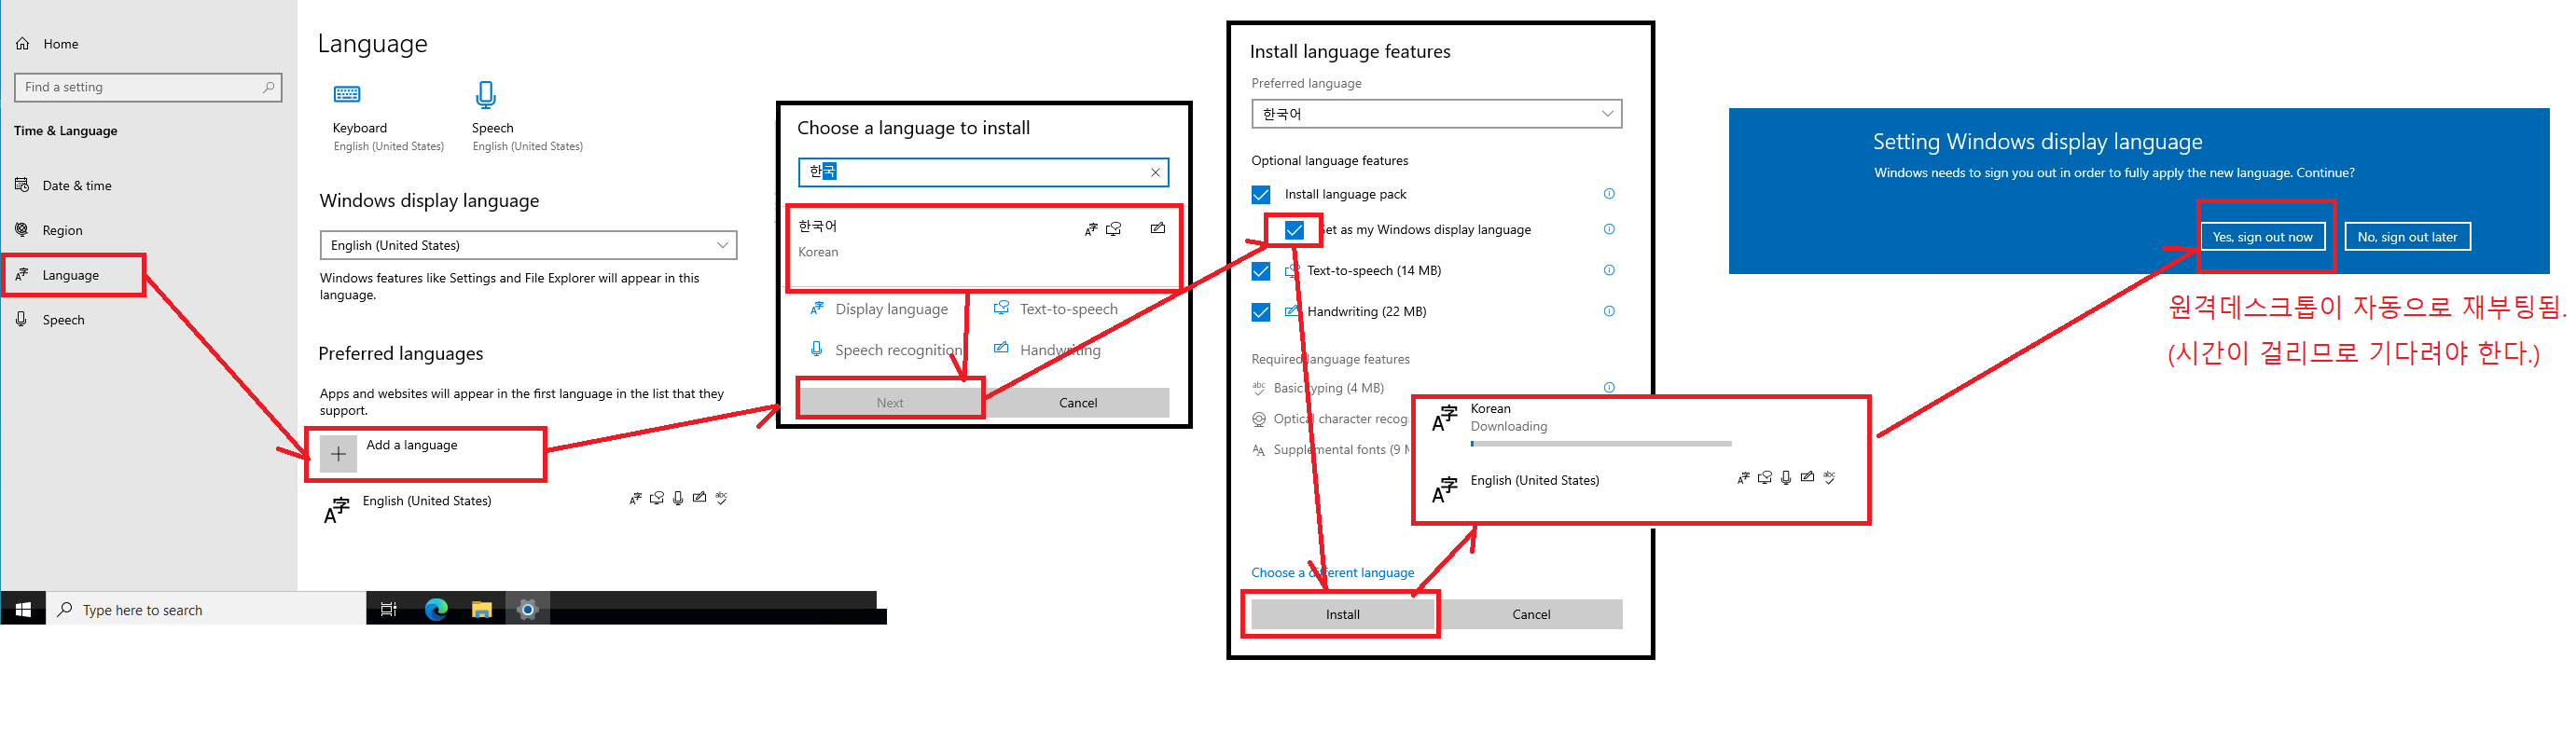 Home
Find a setting
Time & Language
Date & time
Region
Language
Speech
Language
Keyboard
English (United States)
Speech
English (United States)
Windows display language
English (United States)
Windows features like Settings and File Explorer will appear in this
language.
Preferred languages
Apps and websites will appear in the first language in the list that they
support.
Add a language
English (United States)
Type here to search
Choose a language to install
한국
한국어
Korean
Display language
Text-to-speech
Speech recognition
Handwriting
Next
Cancel
Install language features
Preferred language
한국어
Optional language features
Install language pack
Set as my Windows display language
Text-to-speech (14 MB)
Handwriting (22 MB)
Required language features
Basic typing (4 MB)
Optical character recog
Supplemental fonts (9 M
Choose a different language
Install
Cancel
Korean
Downloading
English (United States)
Setting Windows display language
Windows needs to sign you out in order to fully apply the new language. Continue?
Yes, sign out now
No, sign out later
원격데스크톱이 자동으로 재부팅됨.
(시간이 걸리므로 기다려야 한다.)